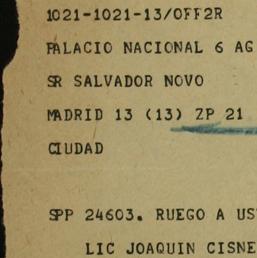 1021-1021-13/OFF2R
PALACIO NACIONAL 6 AG
SR SALVADOR NOVO
MADRID 13 (13) ZP 21
CIUDAD
SPP 24603. RUEGO A US
LIC JOAQUIN CISNE